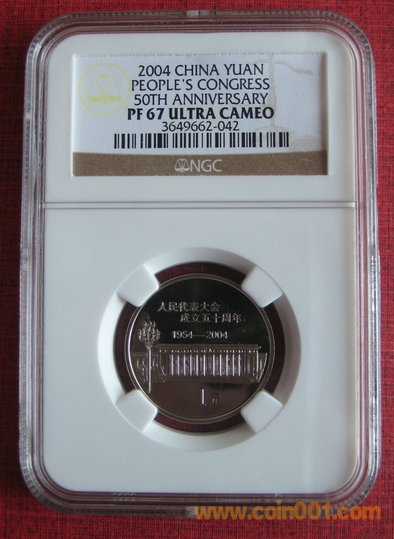 2004 CHINA YUAN
PEOPLE'S CONGRESS
50TH ANNIVERSARY
PF 67 ULTRA CAMEO
3649662-042
NGC
人民代表大会
成立五十周年
1954—2004
1元
www.coin001.com